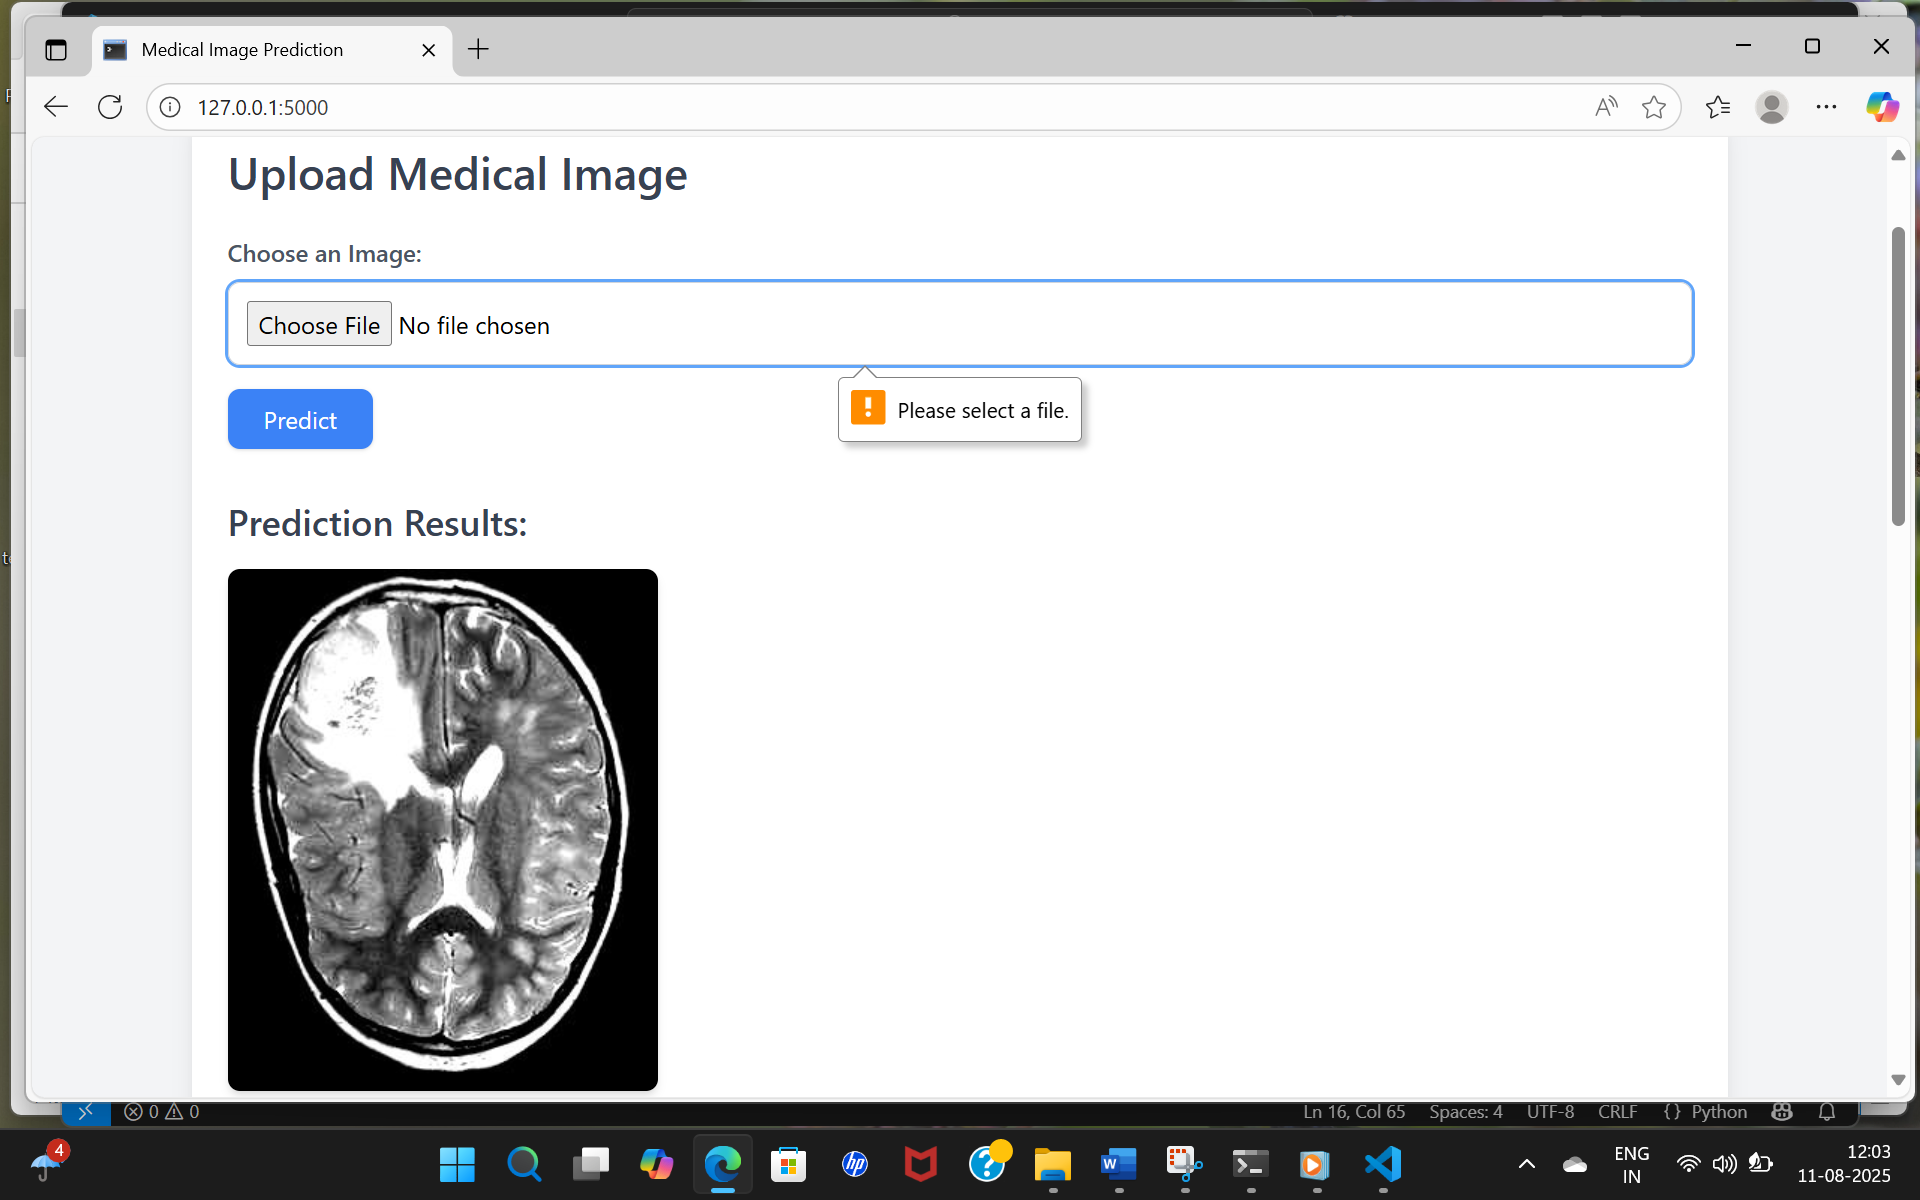 Medical Image Prediction
127.0.0.1:5000
Upload Medical Image
Choose an Image:
Choose File No file chosen
Please select a file.
Predict
Prediction Results:
0 0
Ln 16, Col 65 Spaces: 4 UTF-8 CRLF {} Python
4
hp
W
ENG
IN
12:03
11-08-2025